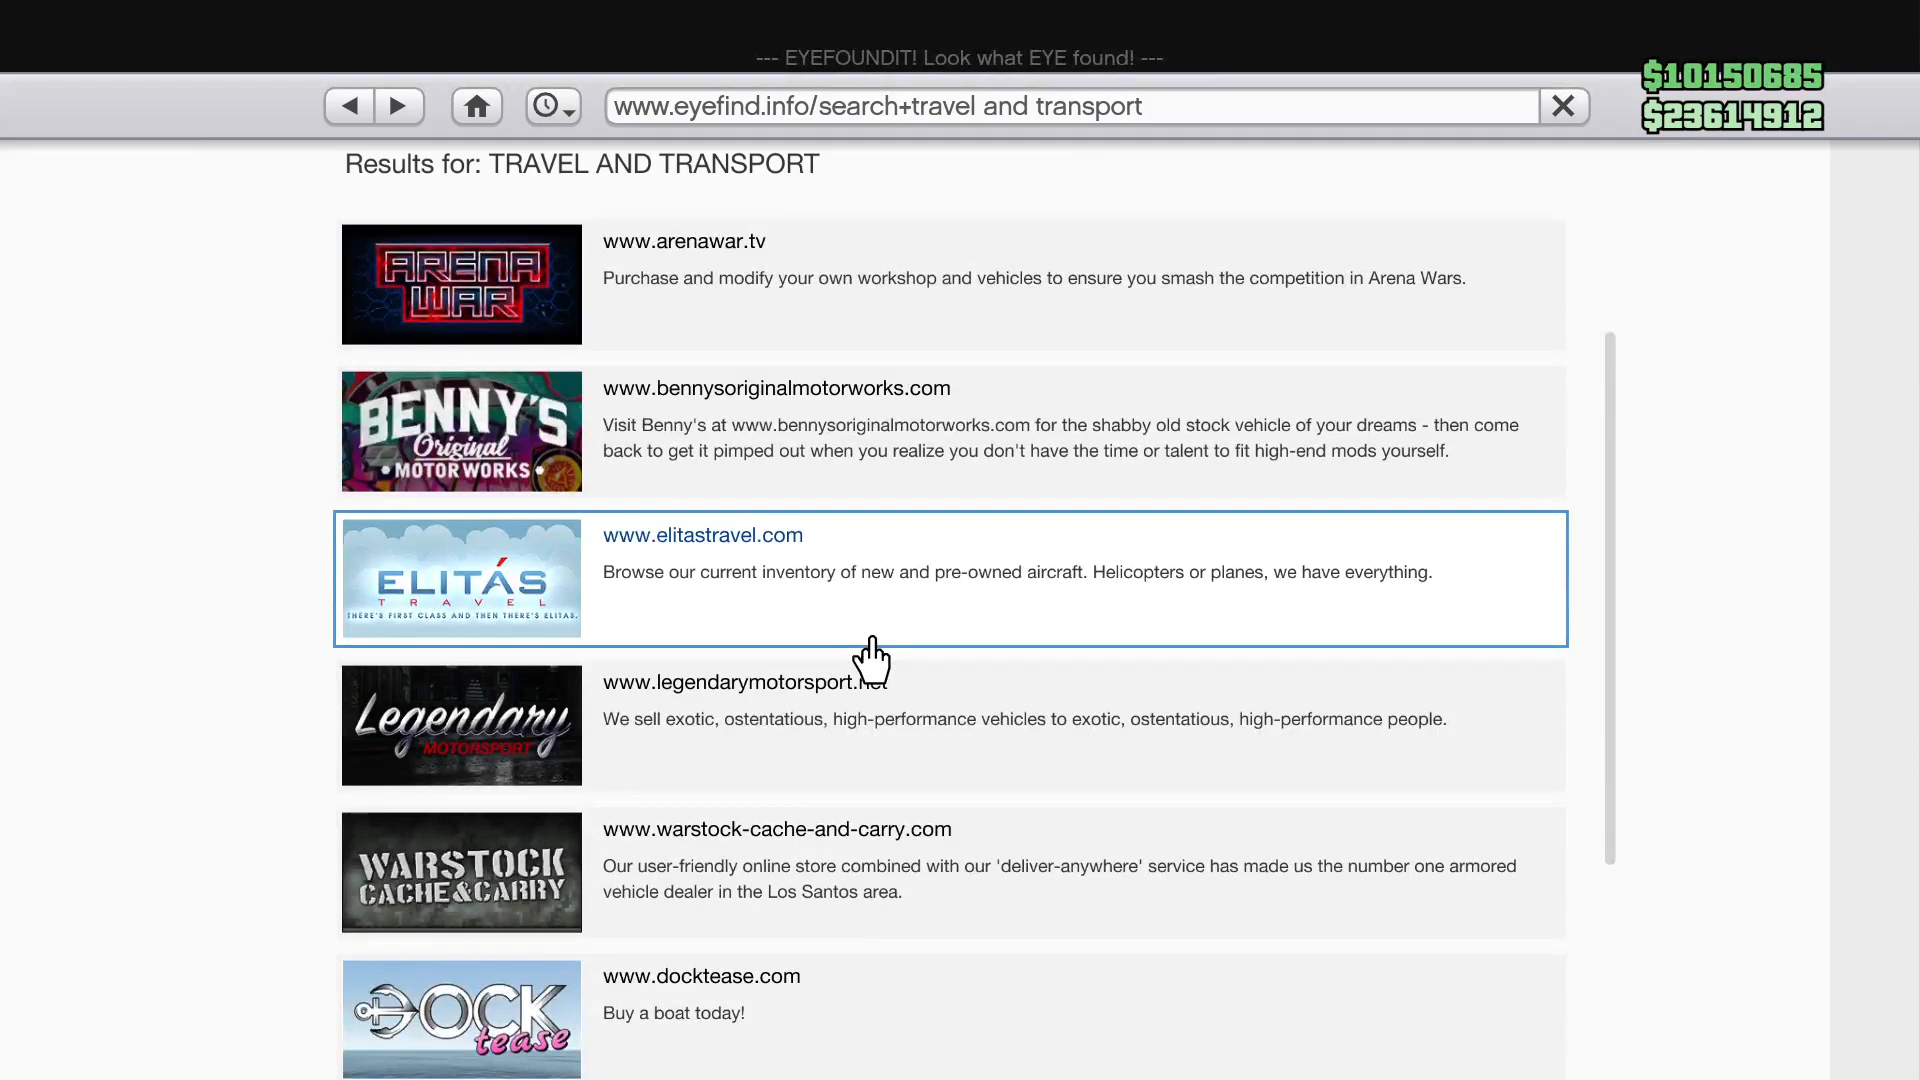 --- EYEFOUNDIT! Look what EYE found! ---
$10150685
www.eyefind.info/search+travel and transport
$23614912
Results for: TRAVEL AND TRANSPORT
ARENA
WAR
www.arenawar.tv
Purchase and modify your own workshop and vehicles to ensure you smash the competition in Arena Wars.
BENNY'S
Original
MOTORWORKS
www.bennysoriginalmotorworks.com
Visit Benny's at www.bennysoriginalmotorworks.com for the shabby old stock vehicle of your dreams - then come
back to get it pimped out when you realize you don't have the time or talent to fit high-end mods yourself.
ELITÁS
TRAVEL
THERE'S FIRST CLASS AND THEN THERE'S ELITAS.
www.elitastravel.com
Browse our current inventory of new and pre-owned aircraft. Helicopters or planes, we have everything.
Legendary
MOTORSPORT
www.legendarymotorsport.net
We sell exotic, ostentatious, high-performance vehicles to exotic, ostentatious, high-performance people.
WARSTOCK
CACHE&CARRY
www.warstock-cache-and-carry.com
Our user-friendly online store combined with our 'deliver-anywhere' service has made us the number one armored
vehicle dealer in the Los Santos area.
DOCK
tease
www.docktease.com
Buy a boat today!